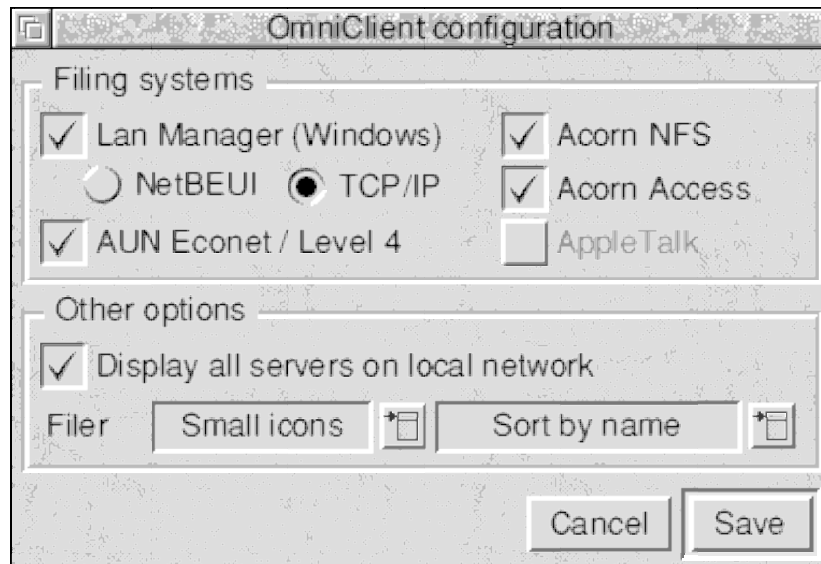 OmniClient configuration
Filing systems
Lan Manager (Windows)
Acorn NFS
NetBEUI
TCP/IP
Acorn Access
AUN Econet / Level 4
AppleTalk
Other options
Display all servers on local network
Filer
Small icons
Sort by name
Cancel
Save